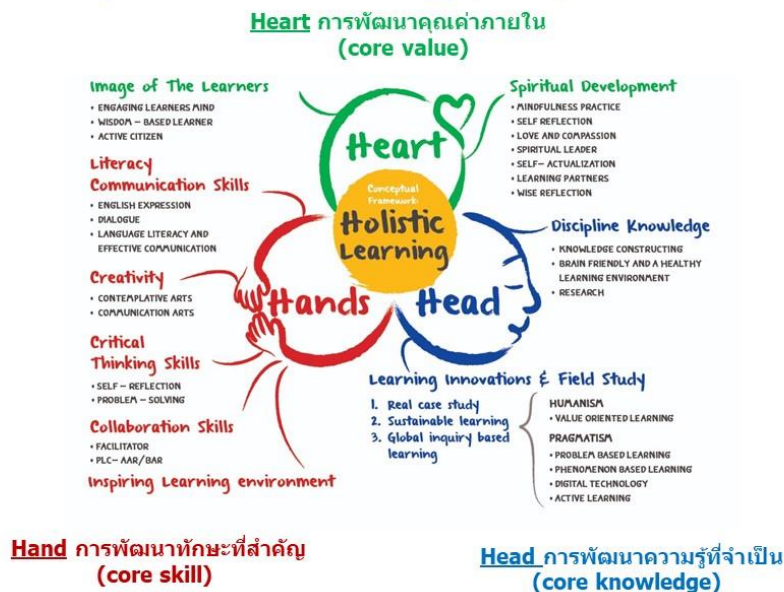 Heart การพัฒนาคุณค่าภายใน
(core value)
Image of The Learners
• ENGAGING LEARNERS MIND
• WISDOM – BASED LEARNER
• ACTIVE CITIZEN
Literacy
Communication Skills
• ENGLISH EXPRESSION
• DIALOGUE
• LANGUAGE LITERACY AND
EFFECTIVE COMMUNICATION
Creativity
• CONTEMPLATIVE ARTS
• COMMUNICATION ARTS
Critical
Thinking Skills
• SELF – REFLECTION
• PROBLEM – SOLVING
Collaboration Skills
• FACILITATOR
• PLC– AAR/BAR
Inspiring Learning environment
Heart
Conceptual
Framework:
Holistic
Learning
Hands
Head
Spiritual Development
• MINDFULNESS PRACTICE
• SELF REFLECTION
• LOVE AND COMPASSION
• SPIRITUAL LEADER
• SELF– ACTUALIZATION
• LEARNING PARTNERS
• WISE REFLECTION
Discipline Knowledge
• KNOWLEDGE CONSTRUCTING
• BRAIN FRIENDLY AND A HEALTHY
LEARNING ENVIRONMENT
• RESEARCH
Learning Innovations & Field Study
1. Real case study
2. Sustainable learning
3. Global inquiry based
learning
HUMANISM
• VALUE ORIENTED LEARNING
PRAGMATISM
• PROBLEM BASED LEARNING
• PHENOMENON BASED LEARNING
• DIGITAL TECHNOLOGY
• ACTIVE LEARNING
Hand การพัฒนาทักษะที่สำคัญ
(core skill)
Head การพัฒนาความรู้ที่จำเป็น
(core knowledge)